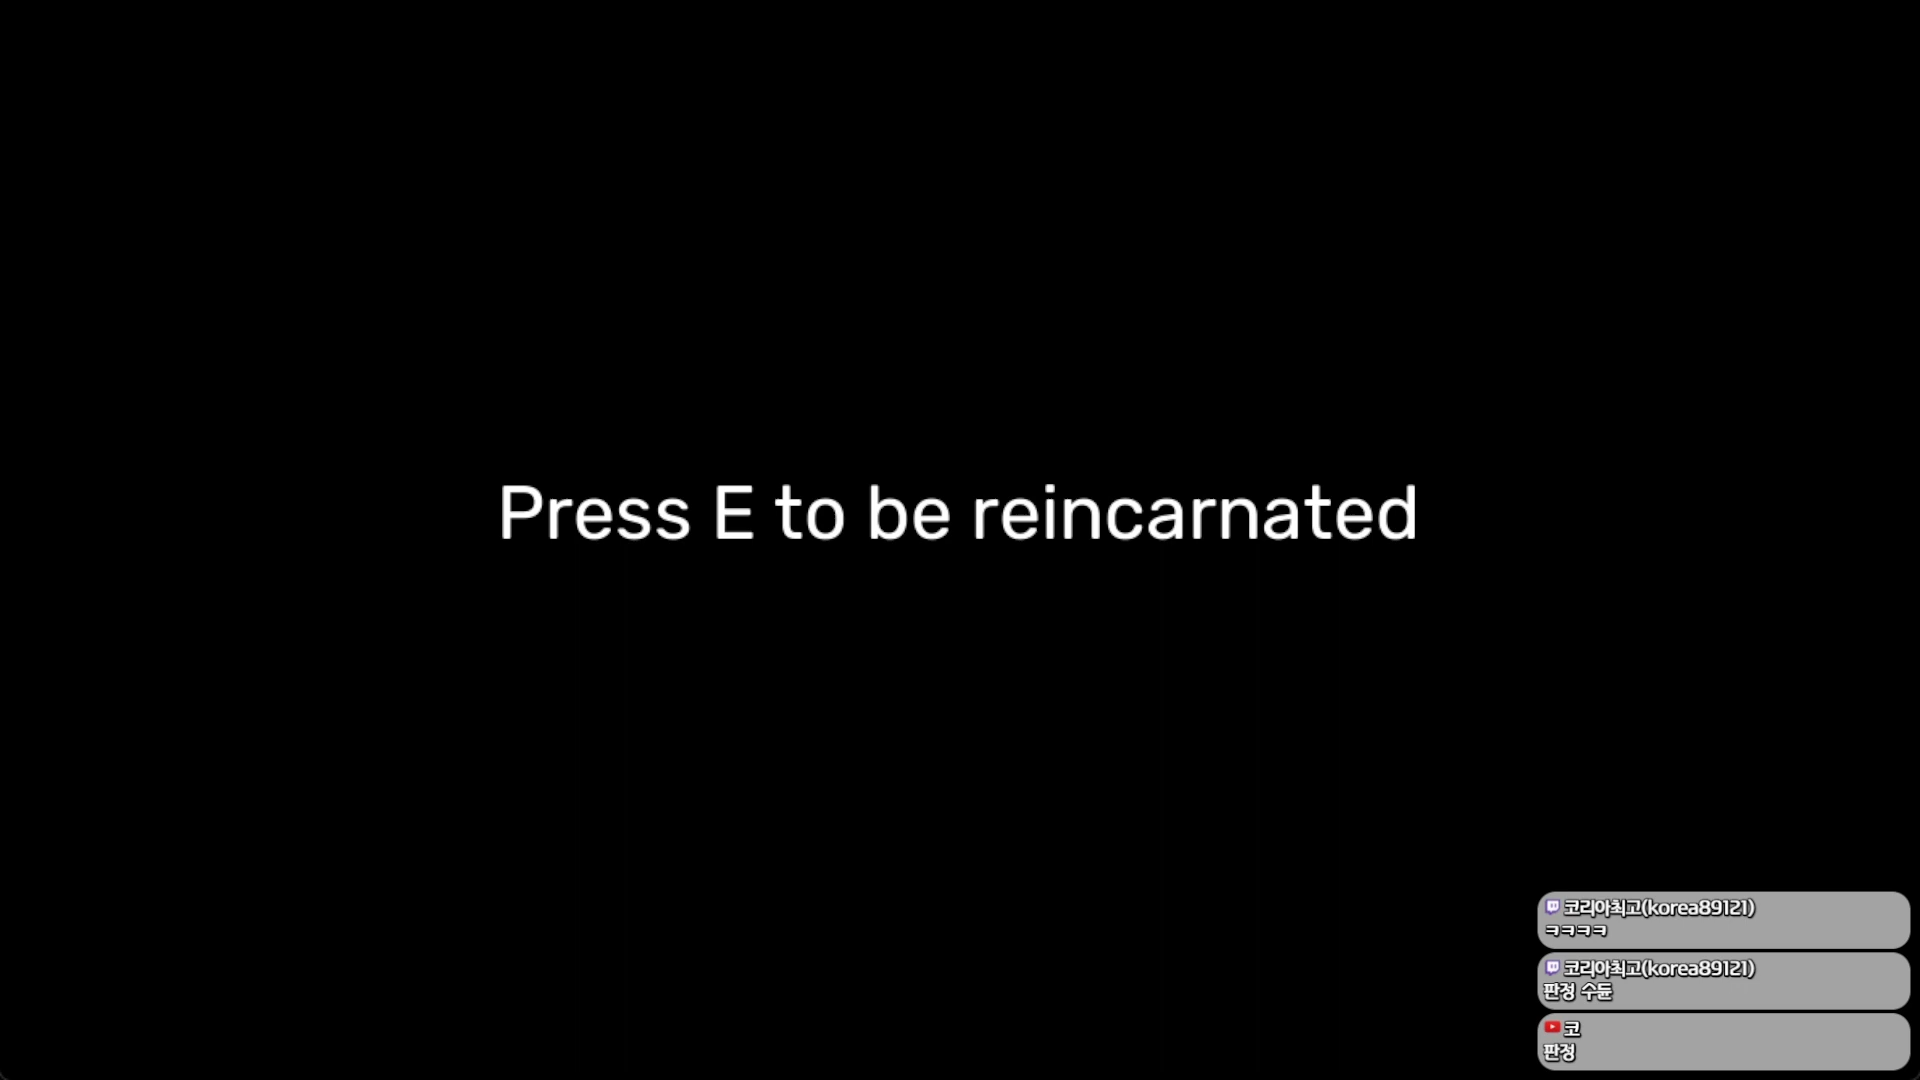 Press E to be reincarnated
코리아최고(korea89121)
ㅋㅋㅋㅋ
코리아최고(korea89121)
판정 수듄
코
판정